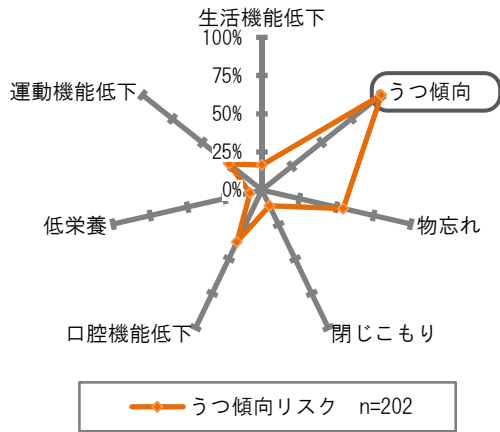 生活機能低下
100%
75%
50%
25%
0%
うつ傾向
物忘れ
閉じこもり
口腔機能低下
低栄養
運動機能低下
うつ傾向リスク n=202